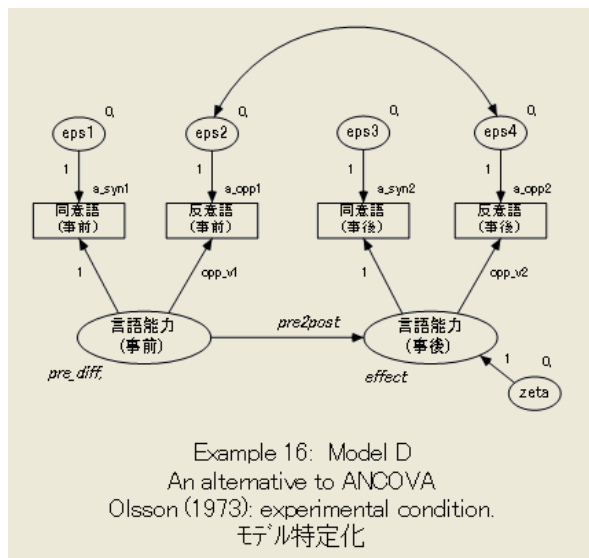 0, 0, 0, 0,
eps1 eps2 eps3 eps4
1 1 1 1
a_syn1 a_opp1 a_syn2 a_opp2
同意語 反意語 同意語 反意語
(事前) (事前) (事後) (事後)
1 opp_v1 1 opp_v2
言語能力 pre2post 言語能力
(事前) (事後)
pre_diff, effect 1 0,
zeta
Example 16: Model D
An alternative to ANCOVA
Olsson (1973): experimental condition.
モデル特定化